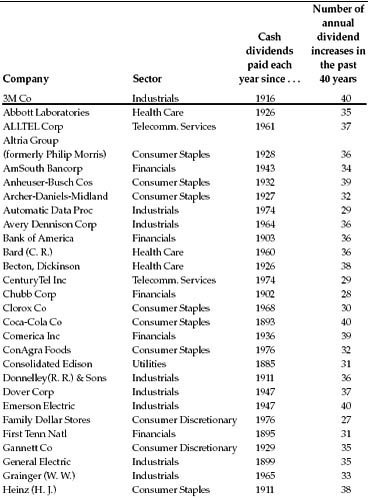 Number of
Cash annual
dividends dividend
paid each increases in
Company Sector year since . . . the past
40 years
3M Co Industrials 1916 40
Abbott Laboratories Health Care 1926 35
ALLTEL Corp Telecomm. Services 1961 37
Altria Group
(formerly Philip Morris) Consumer Staples 1928 36
AmSouth Bancorp Financials 1943 34
Anheuser-Busch Cos Consumer Staples 1932 39
Archer-Daniels-Midland Consumer Staples 1927 32
Automatic Data Proc Industrials 1974 29
Avery Dennison Corp Industrials 1964 36
Bank of America Financials 1903 36
Bard (C. R.) Health Care 1960 36
Becton, Dickinson Health Care 1926 38
CenturyTel Inc Telecomm. Services 1974 29
Chubb Corp Financials 1902 28
Clorox Co Consumer Staples 1968 30
Coca-Cola Co Consumer Staples 1893 40
Comerica Inc Financials 1936 39
ConAgra Foods Consumer Staples 1976 32
Consolidated Edison Utilities 1885 31
Donnelley(R. R.) & Sons Industrials 1911 36
Dover Corp Industrials 1947 37
Emerson Electric Industrials 1947 40
Family Dollar Stores Consumer Discretionary 1976 27
First Tenn Natl Financials 1895 31
Gannett Co Consumer Discretionary 1929 35
General Electric Industrials 1899 35
Grainger (W. W.) Industrials 1965 33
Heinz (H. J.) Consumer Staples 1911 38